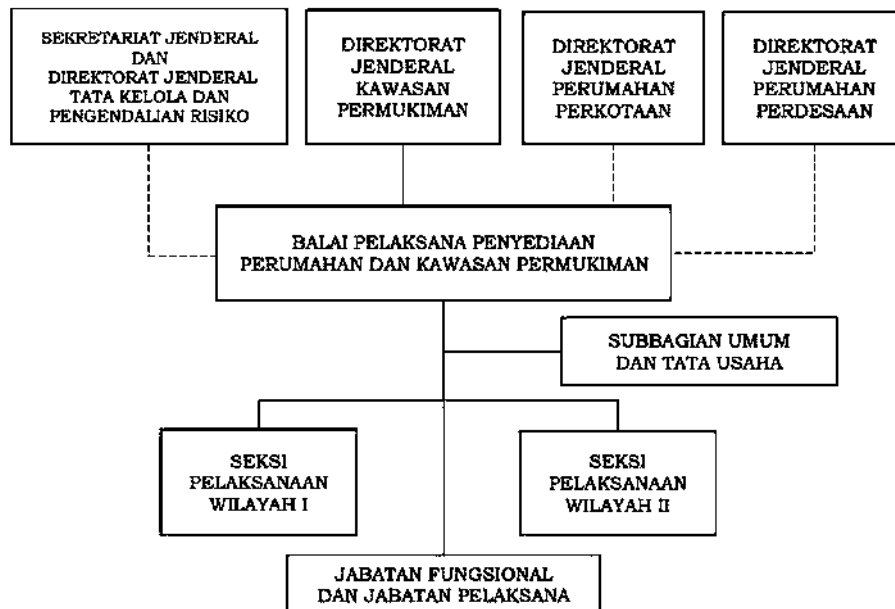 SEKRETARIAT JENDERAL
DAN
DIREKTORAT JENDERAL
TATA KELOLA DAN
PENGENDALIAN RISIKO
DIREKTORAT
JENDERAL
KAWASAN
PERMUKIMAN
DIREKTORAT
JENDERAL
PERUMAHAN
PERKOTAAN
DIREKTORAT
JENDERAL
PERUMAHAN
PERDESAAN
BALAI PELAKSANA PENYEDIAAN
PERUMAHAN DAN KAWASAN PERMUKIMAN
SUBBAGIAN UMUM
DAN TATA USAHA
SEKSI
PELAKSANAAN
WILAYAH I
SEKSI
PELAKSANAAN
WILAYAH II
JABATAN FUNGSIONAL
DAN JABATAN PELAKSANA